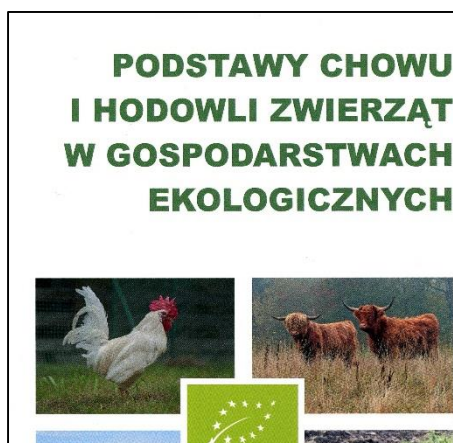 PODSTAWY CHOWU
I HODOWLI ZWIERZĄT
W GOSPODARSTWACH
EKOLOGICZNYCH